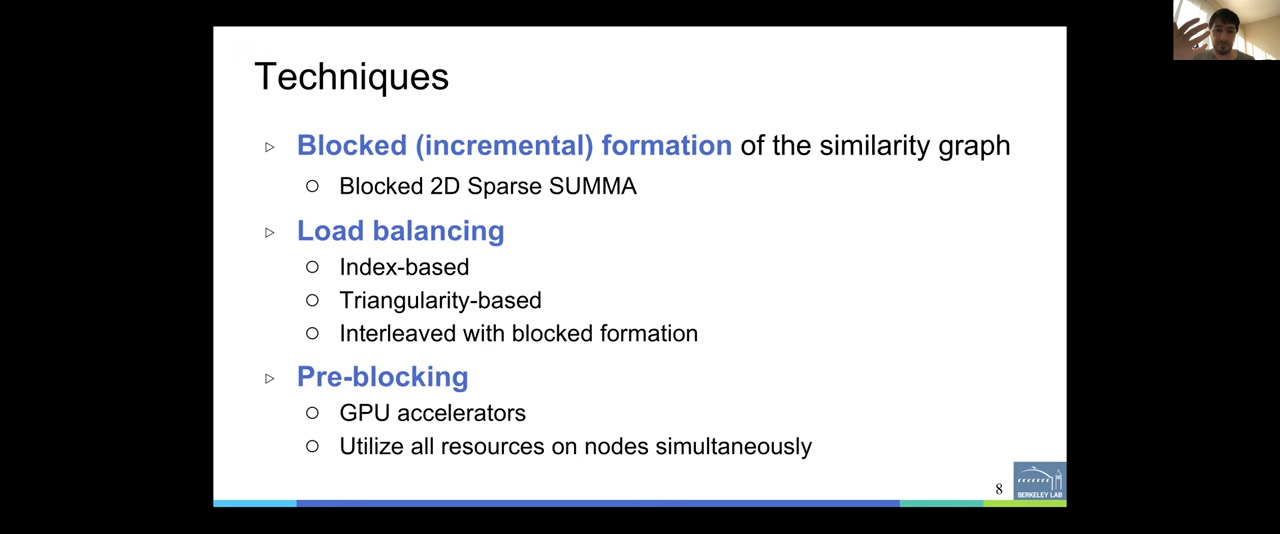 Techniques
Blocked (incremental) formation of the similarity graph
Blocked 2D Sparse SUMMA
Load balancing
Index-based
Triangularity-based
Interleaved with blocked formation
Pre-blocking
GPU accelerators
Utilize all resources on nodes simultaneously
8
BERKELEY LAB